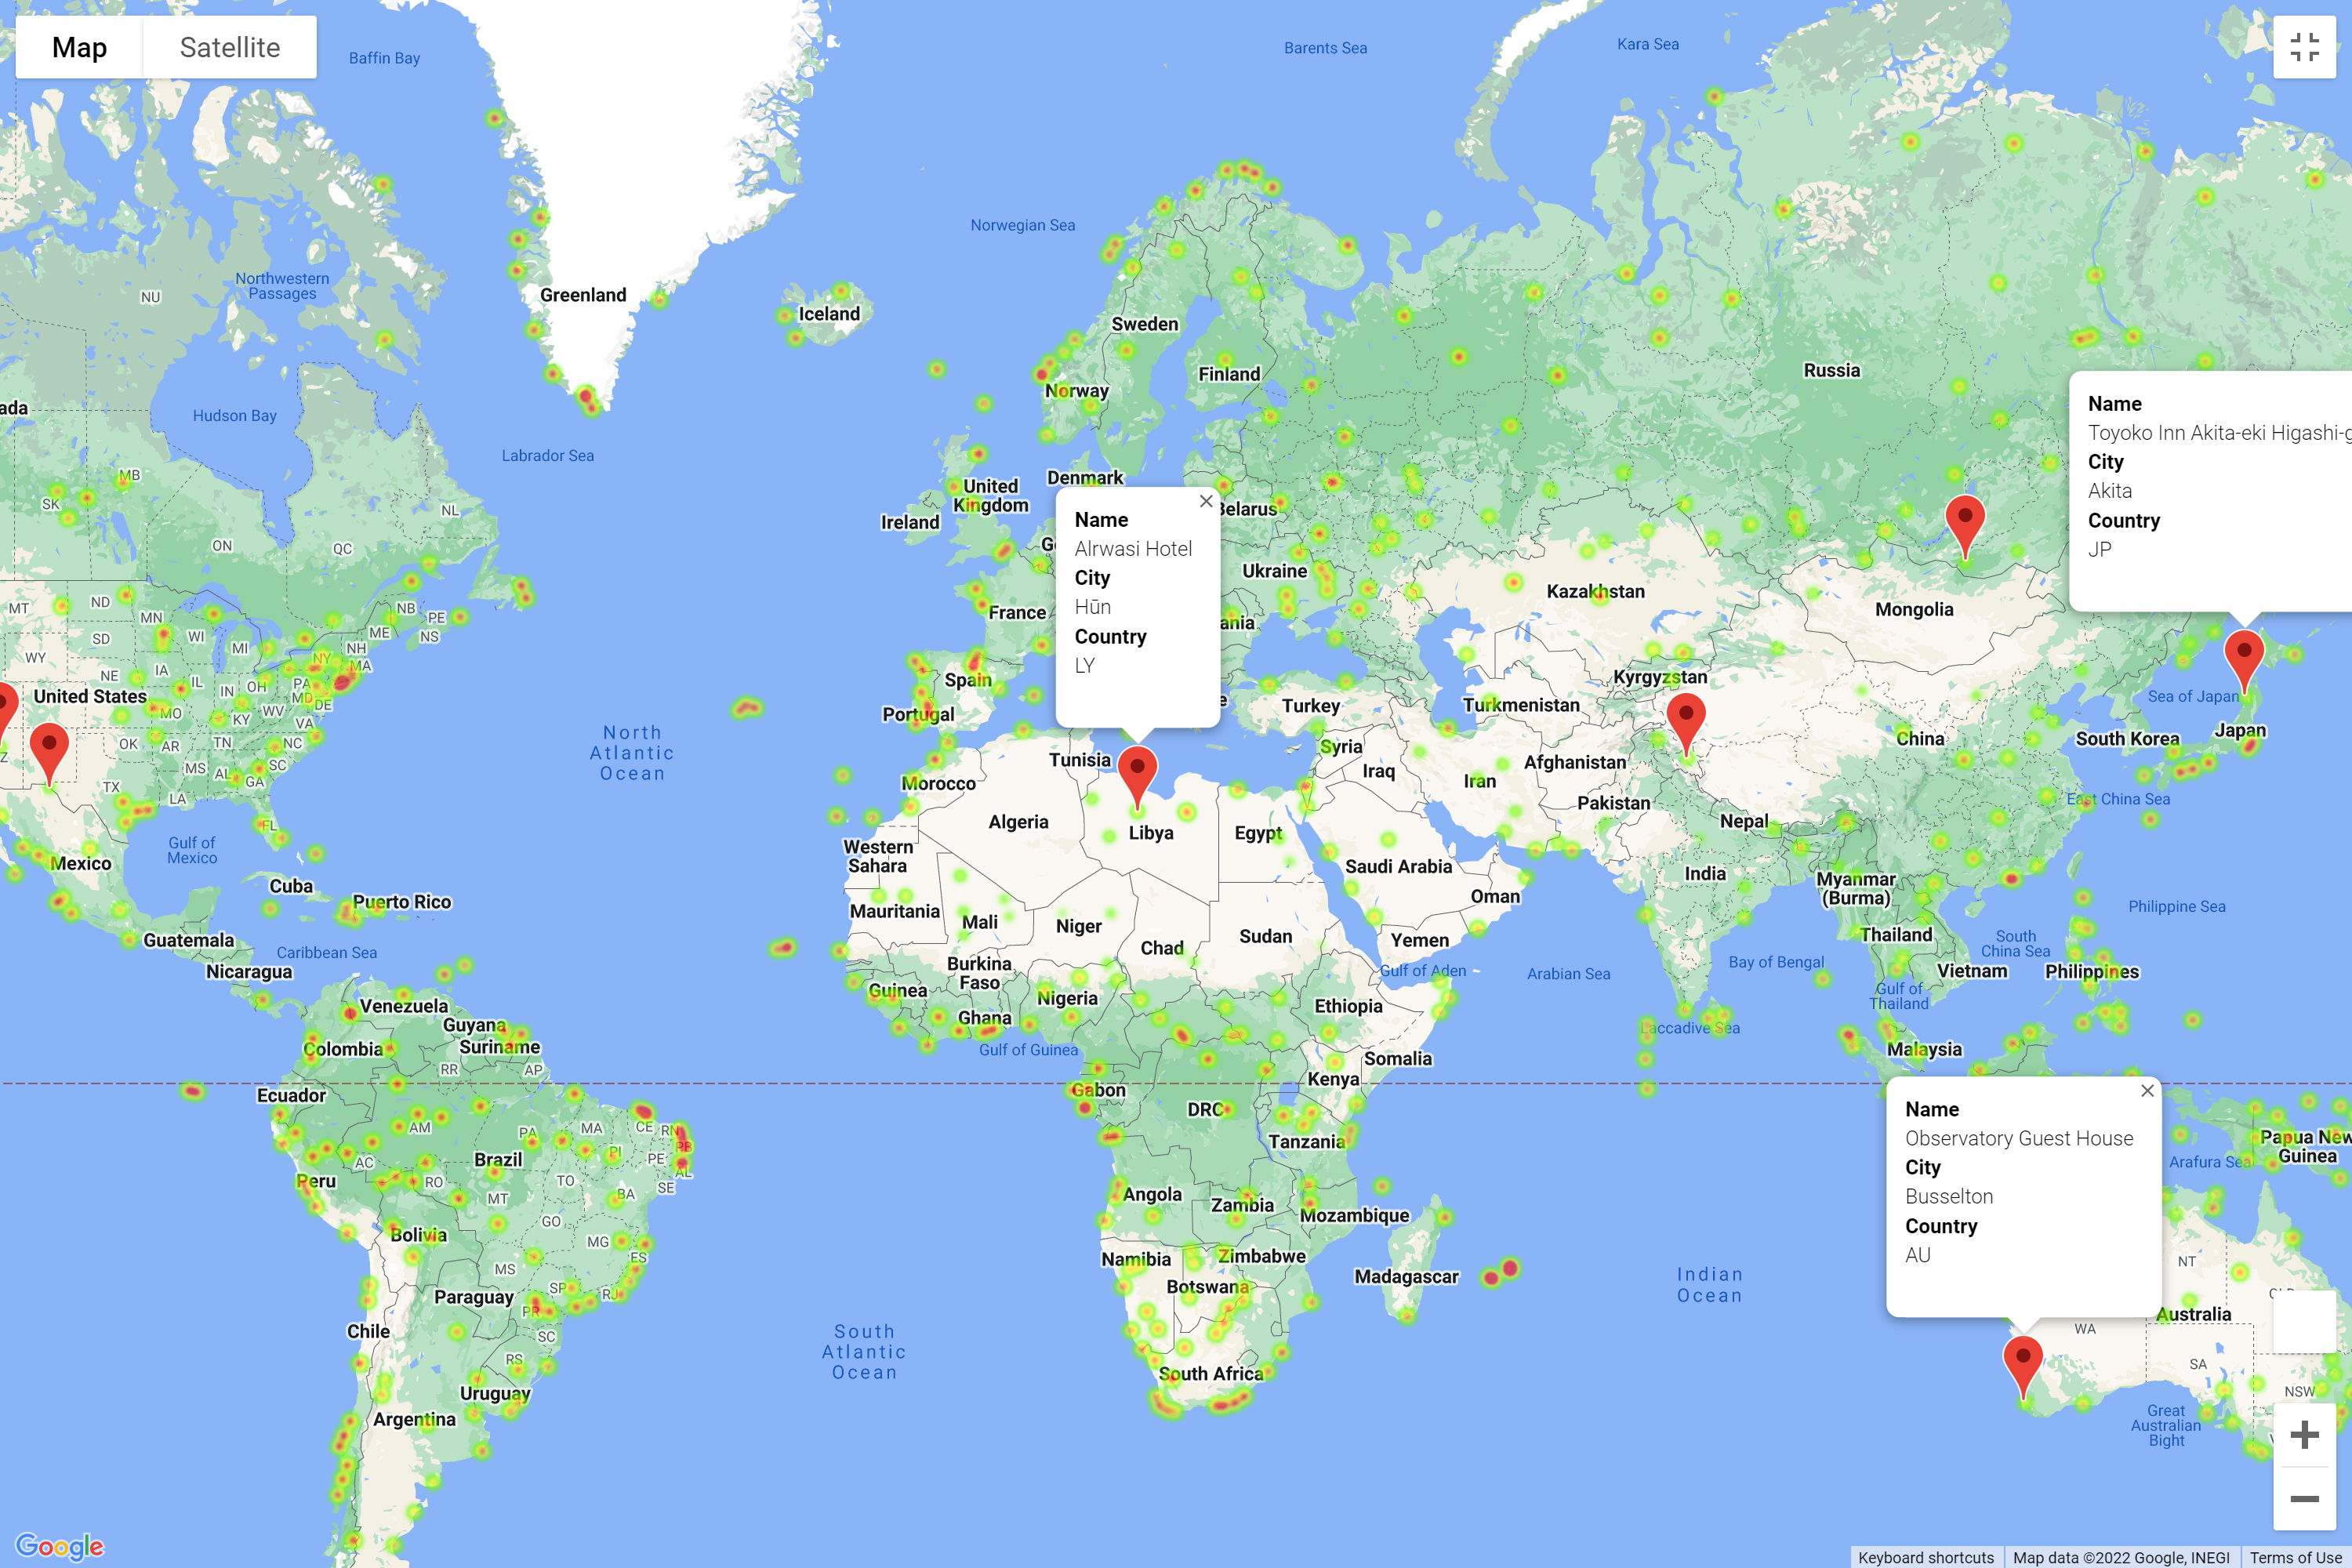 Map
Satellite
Baffin Bay
Barents Sea
Kara Sea
Norwegian Sea
NU
Northwestern
Passages
Greenland
Iceland
Sweden
Finland
Norway
Russia
Hudson Bay
Labrador Sea
Denmark
United
Kingdom
Ireland
Belarus
Ukraine
Kazakhstan
Mongolia
SK
MB
ON
QC
NL
MT
ND
MN
NB
PE
NS
ME
SD
WI
MI
NH
NY
MA
WY
NE
IA
IL
IN
OH
PA
MD
DE
United States
MO
KY
WV
VA
OK
AR
TN
NC
MS
AL
SC
GA
TX
LA
FL
Gulf of
Mexico
Mexico
Cuba
Puerto Rico
Guatemala
Caribbean Sea
Nicaragua
France
Spain
Portugal
North
Atlantic
Ocean
Name
Alrwasi Hotel
City
Hūn
Country
LY
Name
Toyoko Inn Akita-eki Higashi-g
City
Akita
Country
JP
Kyrgyzstan
Turkmenistan
Turkey
Syria
Iraq
Iran
Afghanistan
Pakistan
China
Sea of Japan
South Korea
Japan
East China Sea
Nepal
India
Myanmar
(Burma)
Thailand
Vietnam
Philippine Sea
South
China Sea
Philippines
Bay of Bengal
Gulf of
Thailand
Laccadive Sea
Malaysia
Tunisia
Morocco
Algeria
Libya
Egypt
Western
Sahara
Saudi Arabia
Oman
Mauritania
Mali
Niger
Chad
Sudan
Yemen
Gulf of Aden
Arabian Sea
Burkina
Faso
Guinea
Nigeria
Ghana
Ethiopia
Gulf of Guinea
Somalia
Kenya
Gabon
DRC
Tanzania
Angola
Zambia
Mozambique
Zimbabwe
Namibia
Botswana
Madagascar
South Africa
Indian
Ocean
South
Atlantic
Ocean
Venezuela
Guyana
Suriname
Colombia
RR
AP
Ecuador
AM
PA
MA
CE
RN
PB
PI
PE
AL
SE
AC
RO
Brazil
TO
BA
MT
Peru
GO
Bolivia
MG
ES
MS
SP
RJ
Paraguay
PR
SC
Chile
RS
Uruguay
Argentina
Name
Observatory Guest House
City
Busselton
Country
AU
Papua New
Guinea
Arafura Sea
NT
Australia
WA
SA
NSW
Great
Australian
Bight
Google
Keyboard shortcuts
Map data ©2022 Google, INEGI
Terms of Use